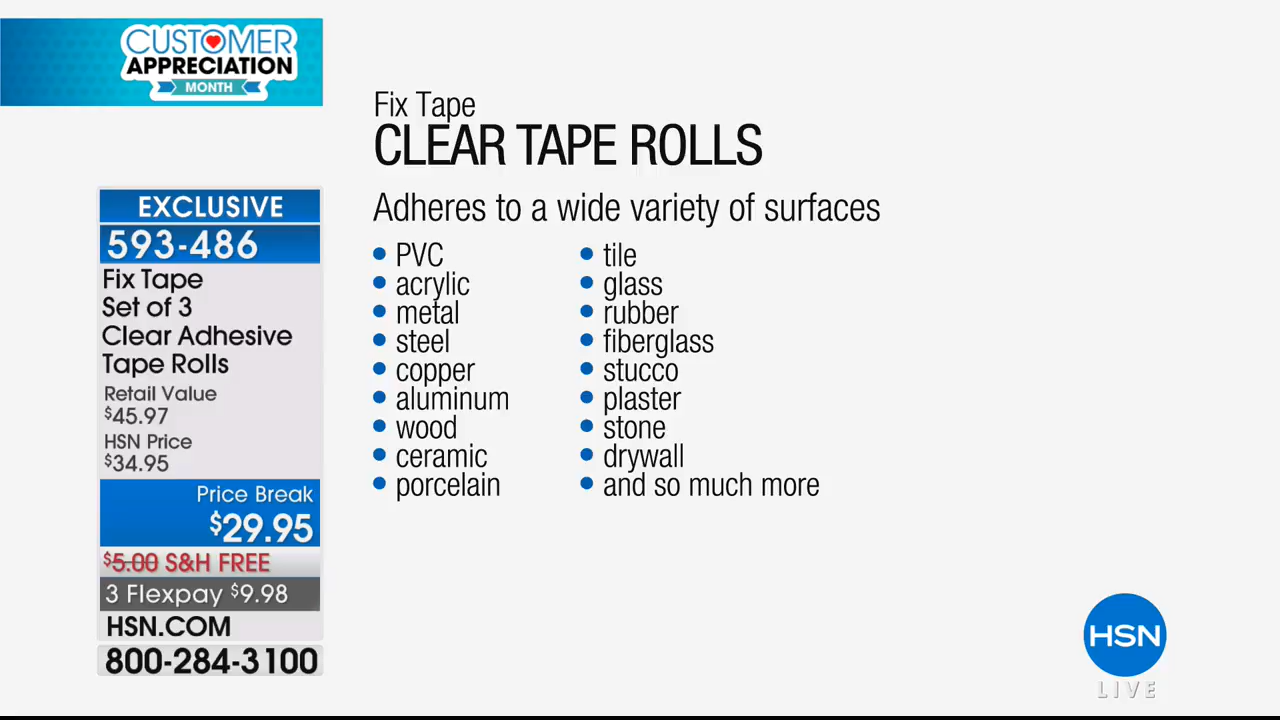 CUSTOMER
APPRECIATION
MONTH
Fix Tape
CLEAR TAPE ROLLS
Adheres to a wide variety of surfaces
• PVC
• acrylic
• metal
• steel
• copper
• aluminum
• wood
• ceramic
• porcelain
• tile
• glass
• rubber
• fiberglass
• stucco
• plaster
• stone
• drywall
• and so much more
EXCLUSIVE
593-486
Fix Tape
Set of 3
Clear Adhesive
Tape Rolls
Retail Value
$45.97
HSN Price
$34.95
Price Break
$29.95
$5.00 S&H FREE
3 Flexpay $9.98
HSN.COM
800-284-3100
HSN
LIVE